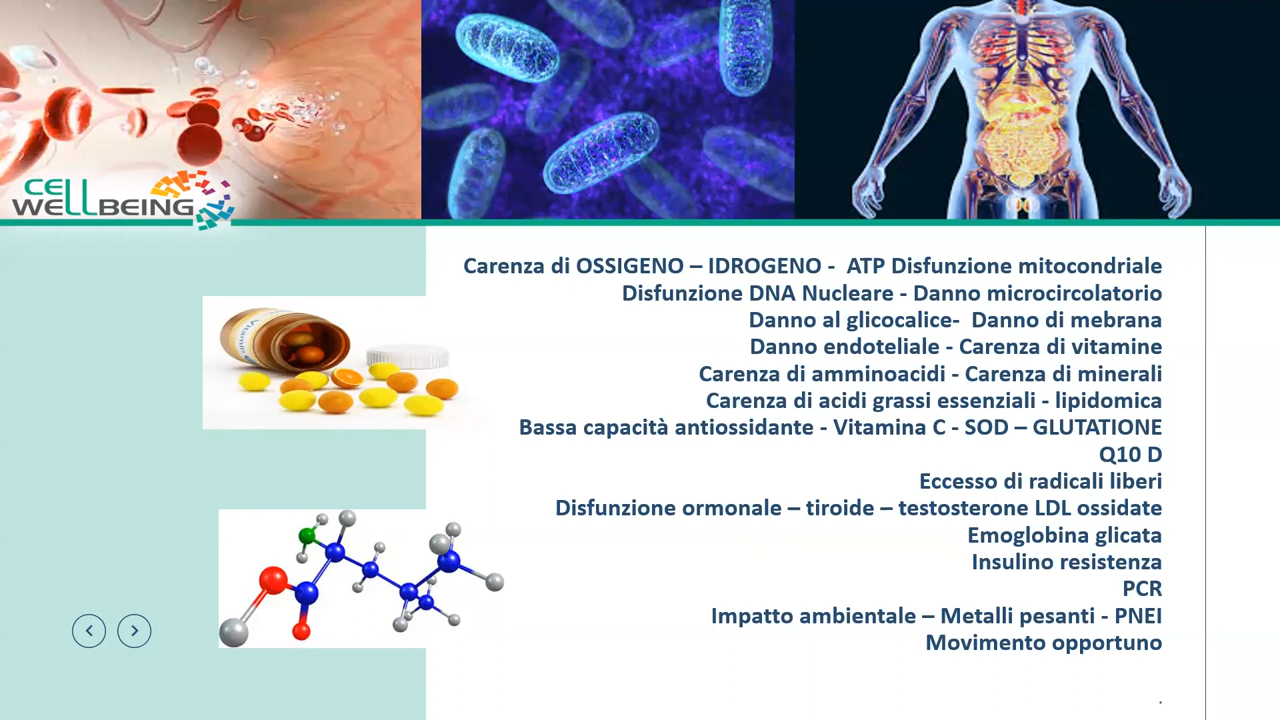 CELL
WELLBEING
Vitamin
Carenza di OSSIGENO – IDROGENO - ATP Disfunzione mitocondriale
Disfunzione DNA Nucleare - Danno microcircolatorio
Danno al glicocalice- Danno di mebrana
Danno endoteliale - Carenza di vitamine
Carenza di amminoacidi - Carenza di minerali
Carenza di acidi grassi essenziali - lipidomica
Bassa capacità antiossidante - Vitamina C - SOD – GLUTATIONE
Q10 D
Eccesso di radicali liberi
Disfunzione ormonale – tiroide – testosterone LDL ossidate
Emoglobina glicata
Insulino resistenza
PCR
Impatto ambientale – Metalli pesanti - PNEI
Movimento opportuno
.